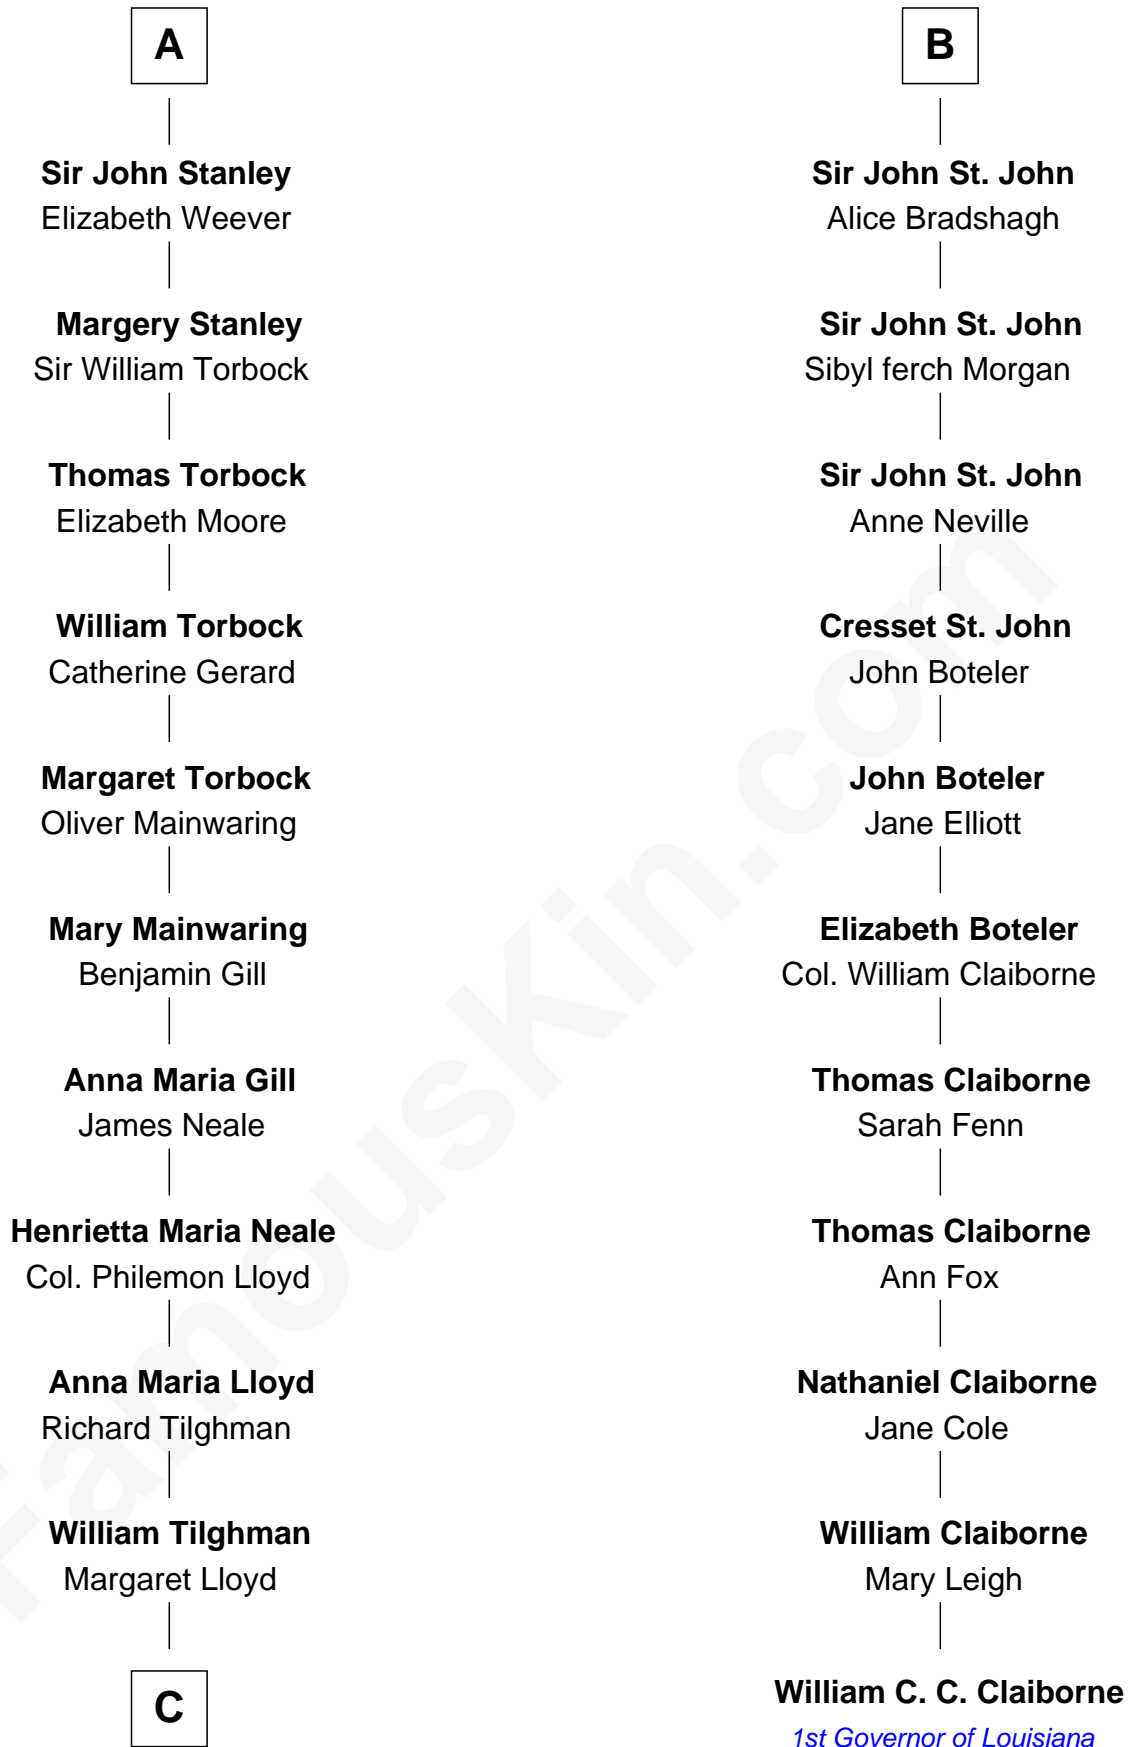 A
Sir John Stanley
Elizabeth Weever
Margery Stanley
Sir William Torbock
Thomas Torbock
Elizabeth Moore
William Torbock
Catherine Gerard
Margaret Torbock
Oliver Mainwaring
Mary Mainwaring
Benjamin Gill
Anna Maria Gill
James Neale
Henrietta Maria Neale
Col. Philemon Lloyd
Anna Maria Lloyd
Richard Tilghman
William Tilghman
Margaret Lloyd
C
B
Sir John St. John
Alice Bradshagh
Sir John St. John
Sibyl ferch Morgan
Sir John St. John
Anne Neville
Cresset St. John
John Boteler
John Boteler
Jane Elliott
Elizabeth Boteler
Col. William Claiborne
Thomas Claiborne
Sarah Fenn
Thomas Claiborne
Ann Fox
Nathaniel Claiborne
Jane Cole
William Claiborne
Mary Leigh
William C. C. Claiborne
1st Governor of Louisiana
FamousKin.com